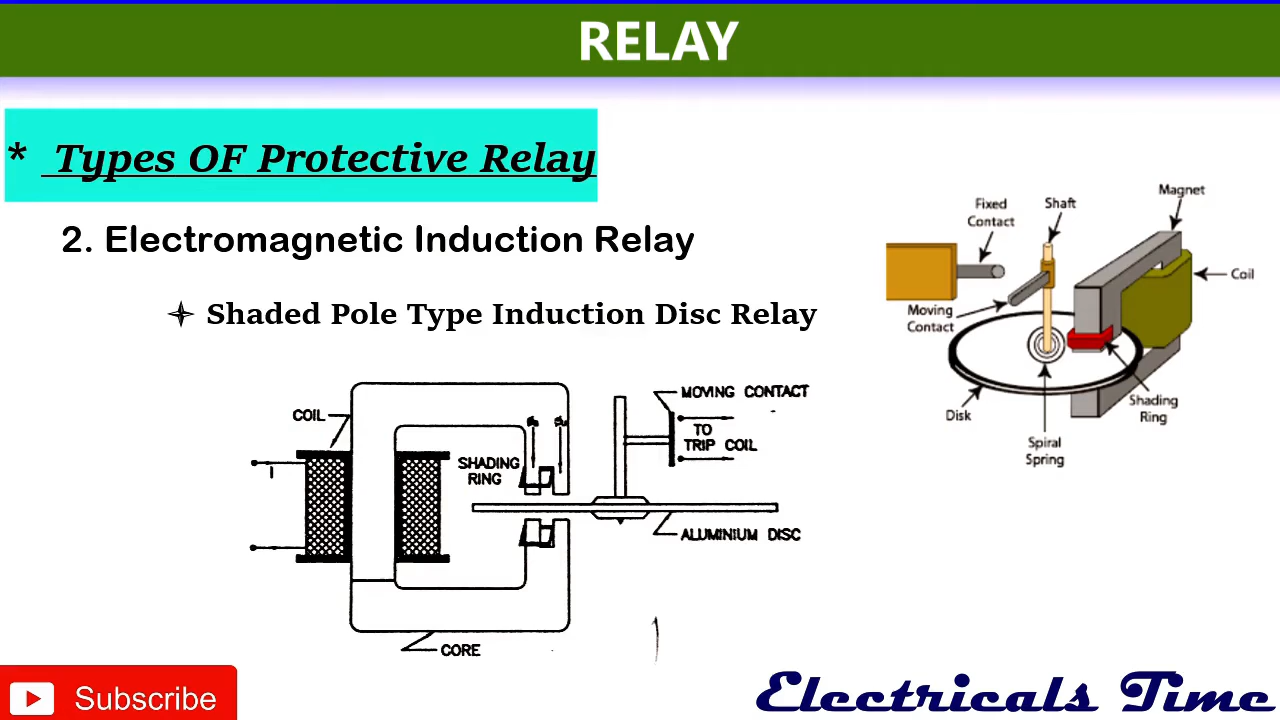 RELAY
* Types OF Protective Relay
2. Electromagnetic Induction Relay
Shaded Pole Type Induction Disc Relay
COIL
I
SHADING
RING
MOVING CONTACT
TO
TRIP COIL
ALUMINIUM DISC
CORE
Magnet
Fixed
Contact
Shaft
Coil
Moving
Contact
Disk
Shading
Ring
Spiral
Spring
Subscribe
Electricals Time